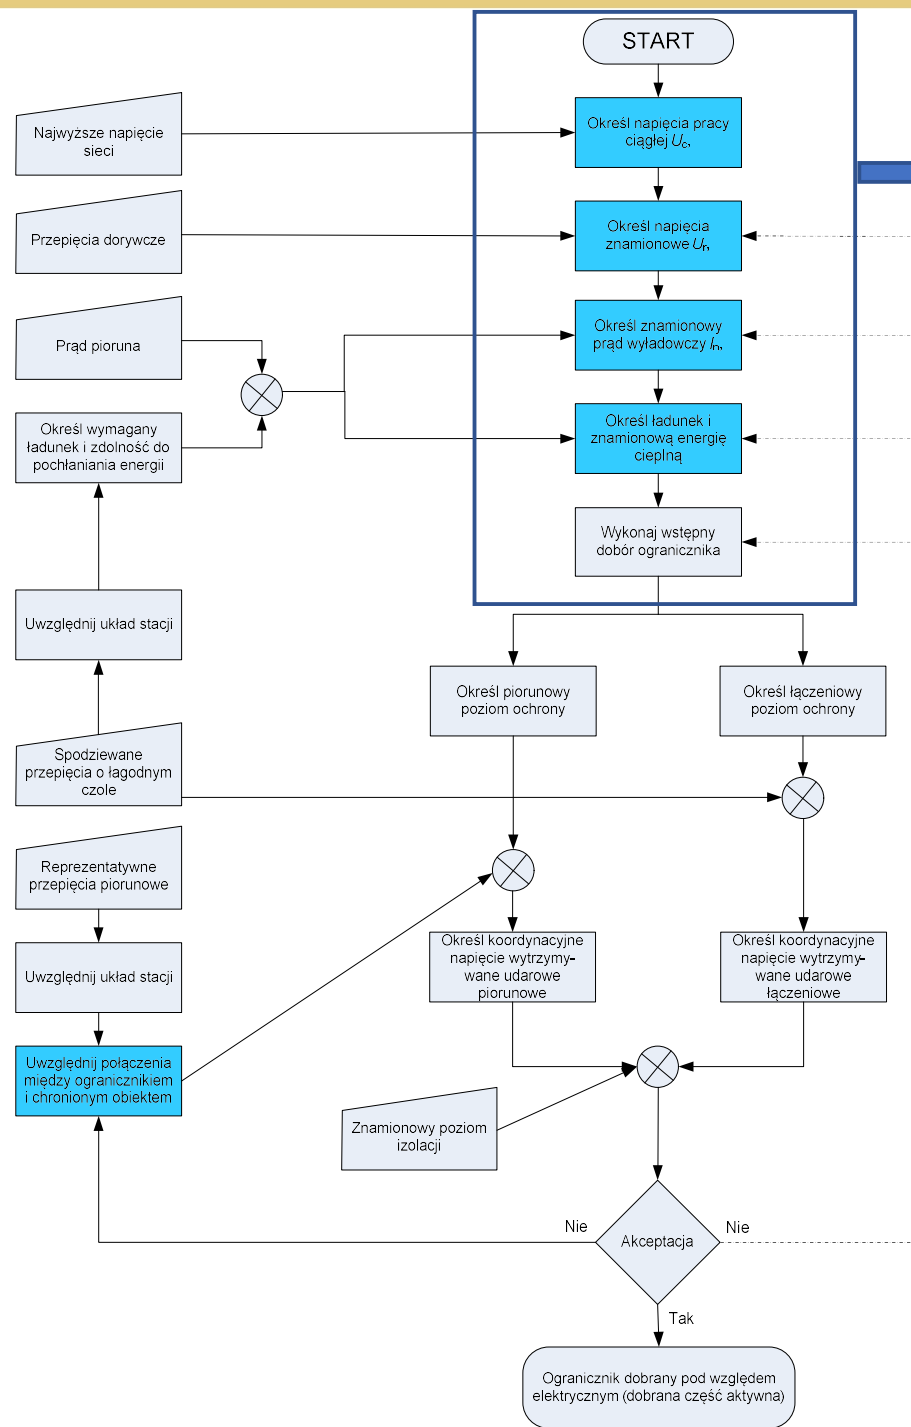 START
Najwyższe napięcie
sieci
Określ napięcia pracy
ciągłej Uc,
Przepięcia dorywcze
Określ napięcia
znamionowe Ur,
Prąd pioruna
Określ znamionowy
prąd wyładowczy In,
Określ wymagany
ładunek i zdolność do
pochłaniania energii
Określ ładunek i
znamionową energię
cieplną
Wykonaj wstępny
dobór ogranicznika
Uwzględnij układ stacji
Określ piorunowy
poziom ochrony
Określ łączeniowy
poziom ochrony
Spodziewane
przepięcia o łagodnym
czole
Reprezentatywne
przepięcia piorunowe
Uwzględnij układ stacji
Określ koordynacyjne
napięcie wytrzymy-
wane udarowe
piorunowe
Określ koordynacyjne
napięcie wytrzymy-
wane udarowe
łączeniowe
Uwzględnij połączenia
między ogranicznikiem
i chronionym obiektem
Znamionowy poziom
izolacji
Nie
Akceptacja
Nie
Tak
Ogranicznik dobrany pod względem
elektrycznym (dobrana część aktywna)